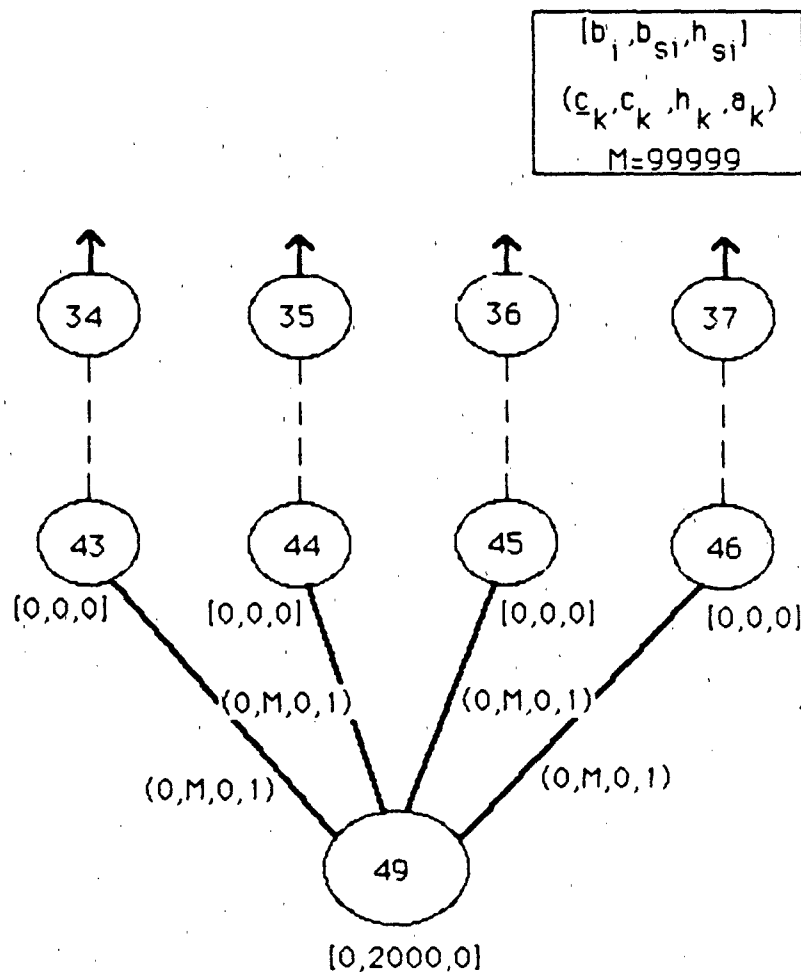 [b_i, b_si, h_si]
(c̲_k, c_k, h_k, a_k)
M=99999
34 35 36 37
43 44 45 46
[0,0,0] [0,0,0] [0,0,0] [0,0,0]
(0,M,0,1) (0,M,0,1)
(0,M,0,1) (0,M,0,1)
49
[0,2000,0]